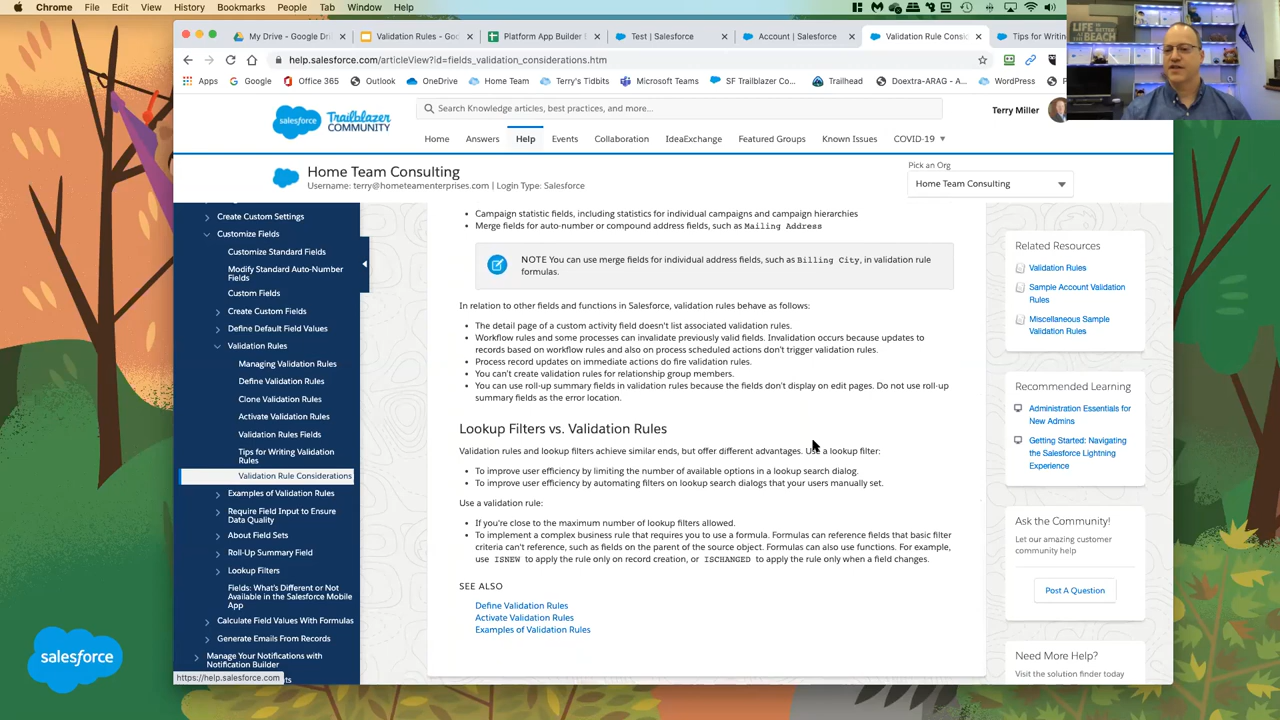 Chrome File Edit View History Bookmarks People Tab Window Help
My Drive - Google Dri
Validation Rules - Goo
Platform App Builder
Test | Salesforce
Account | Salesforce
Validation Rule Consid
Tips for Writing
help.salesforce.com/articleView?id=fields_validation_considerations.htm
Apps Google Office 365 Outlook OneDrive Home Team Terry's Tidbits Microsoft Teams SF Trailblazer Co... Trailhead Doextra-ARAG - A... WordPress
LIFE IS
BETTER
AT THE
BEACH
salesforce
Trailblazer
COMMUNITY
Search Knowledge articles, best practices, and more...
Terry Miller
Home Answers Help Events Collaboration IdeaExchange Featured Groups Known Issues COVID-19
Home Team Consulting
Username: terry@hometeamenterprises.com | Login Type: Salesforce
Pick an Org
Home Team Consulting
Create Custom Settings
Customize Fields
Customize Standard Fields
Modify Standard Auto-Number
Fields
Custom Fields
Create Custom Fields
Define Default Field Values
Validation Rules
Managing Validation Rules
Define Validation Rules
Clone Validation Rules
Activate Validation Rules
Validation Rules Fields
Tips for Writing Validation
Rules
Validation Rule Considerations
Examples of Validation Rules
Require Field Input to Ensure
Data Quality
About Field Sets
Roll-Up Summary Field
Lookup Filters
Fields: What's Different or Not
Available in the Salesforce Mobile
App
Calculate Field Values With Formulas
Generate Emails From Records
Manage Your Notifications with
Notification Builder
https://help.salesforce.com
Campaign statistic fields, including statistics for individual campaigns and campaign hierarchies
Merge fields for auto-number or compound address fields, such as Mailing Address
NOTE You can use merge fields for individual address fields, such as Billing City, in validation rule
formulas.
In relation to other fields and functions in Salesforce, validation rules behave as follows:
The detail page of a custom activity field doesn't list associated validation rules.
Workflow rules and some processes can invalidate previously valid fields. Invalidation occurs because updates to
records based on workflow rules and also on process scheduled actions don't trigger validation rules.
Process record updates on immediate actions do fire validation rules.
You can't create validation rules for relationship group members.
You can use roll-up summary fields in validation rules because the fields don't display on edit pages. Do not use roll-up
summary fields as the error location.
Lookup Filters vs. Validation Rules
Validation rules and lookup filters achieve similar ends, but offer different advantages. Use a lookup filter:
To improve user efficiency by limiting the number of available options in a lookup search dialog.
To improve user efficiency by automating filters on lookup search dialogs that your users manually set.
Use a validation rule:
If you're close to the maximum number of lookup filters allowed.
To implement a complex business rule that requires you to use a formula. Formulas can reference fields that basic filter
criteria can't reference, such as fields on the parent of the source object. Formulas can also use functions. For example,
use ISNEW to apply the rule only on record creation, or ISCHANGED to apply the rule only when a field changes.
SEE ALSO
Define Validation Rules
Activate Validation Rules
Examples of Validation Rules
Related Resources
Validation Rules
Sample Account Validation
Rules
Miscellaneous Sample
Validation Rules
Recommended Learning
Administration Essentials for
New Admins
Getting Started: Navigating
the Salesforce Lightning
Experience
Ask the Community!
Let our amazing customer
community help
Post A Question
Need More Help?
Submit the solution finder today
salesforce